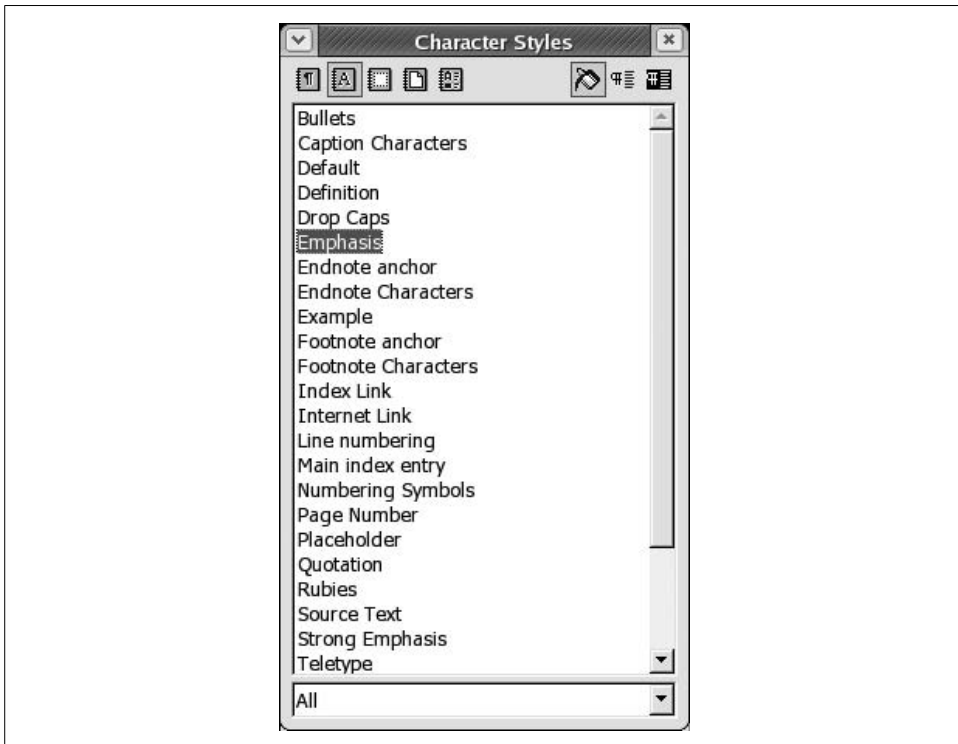 Character Styles
Bullets
Caption Characters
Default
Definition
Drop Caps
Emphasis
Endnote anchor
Endnote Characters
Example
Footnote anchor
Footnote Characters
Index Link
Internet Link
Line numbering
Main index entry
Numbering Symbols
Page Number
Placeholder
Quotation
Rubies
Source Text
Strong Emphasis
Teletype
All